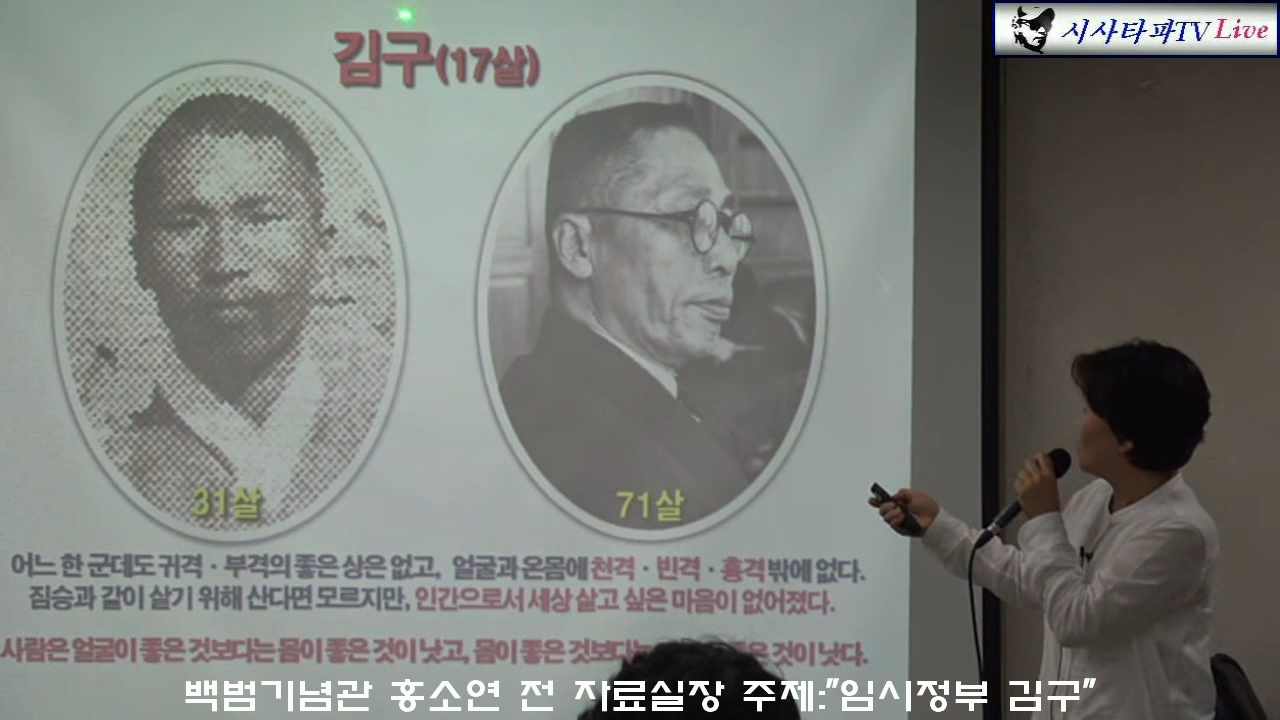 시사타파TV Live
김구(17살)
31살
71살
어느 한 군데도 귀격·부격의 좋은 상은 없고, 얼굴과 온몸에 천격·빈격·흉격 밖에 없다.
짐승과 같이 살기 위해 산다면 모르지만, 인간으로서 세상 살고 싶은 마음이 없어졌다.
사람은 얼굴이 좋은 것보다는 몸이 좋은 것이 낫고, 몸이 좋은 것보다는 좋은 것이 낫다.
백범기념관 홍소연 전 자료실장 주제:"임시정부 김구"